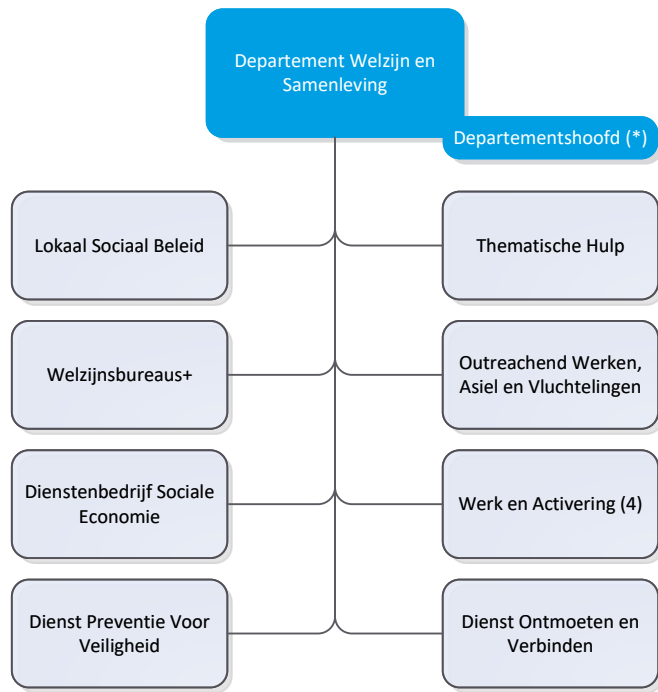 Departement Welzijn en
Samenleving
Departementshoofd (*)
Lokaal Sociaal Beleid
Thematische Hulp
Welzijnsbureaus+
Outreachend Werken,
Asiel en Vluchtelingen
Dienstenbedrijf Sociale
Economie
Werk en Activering (4)
Dienst Preventie Voor
Veiligheid
Dienst Ontmoeten en
Verbinden